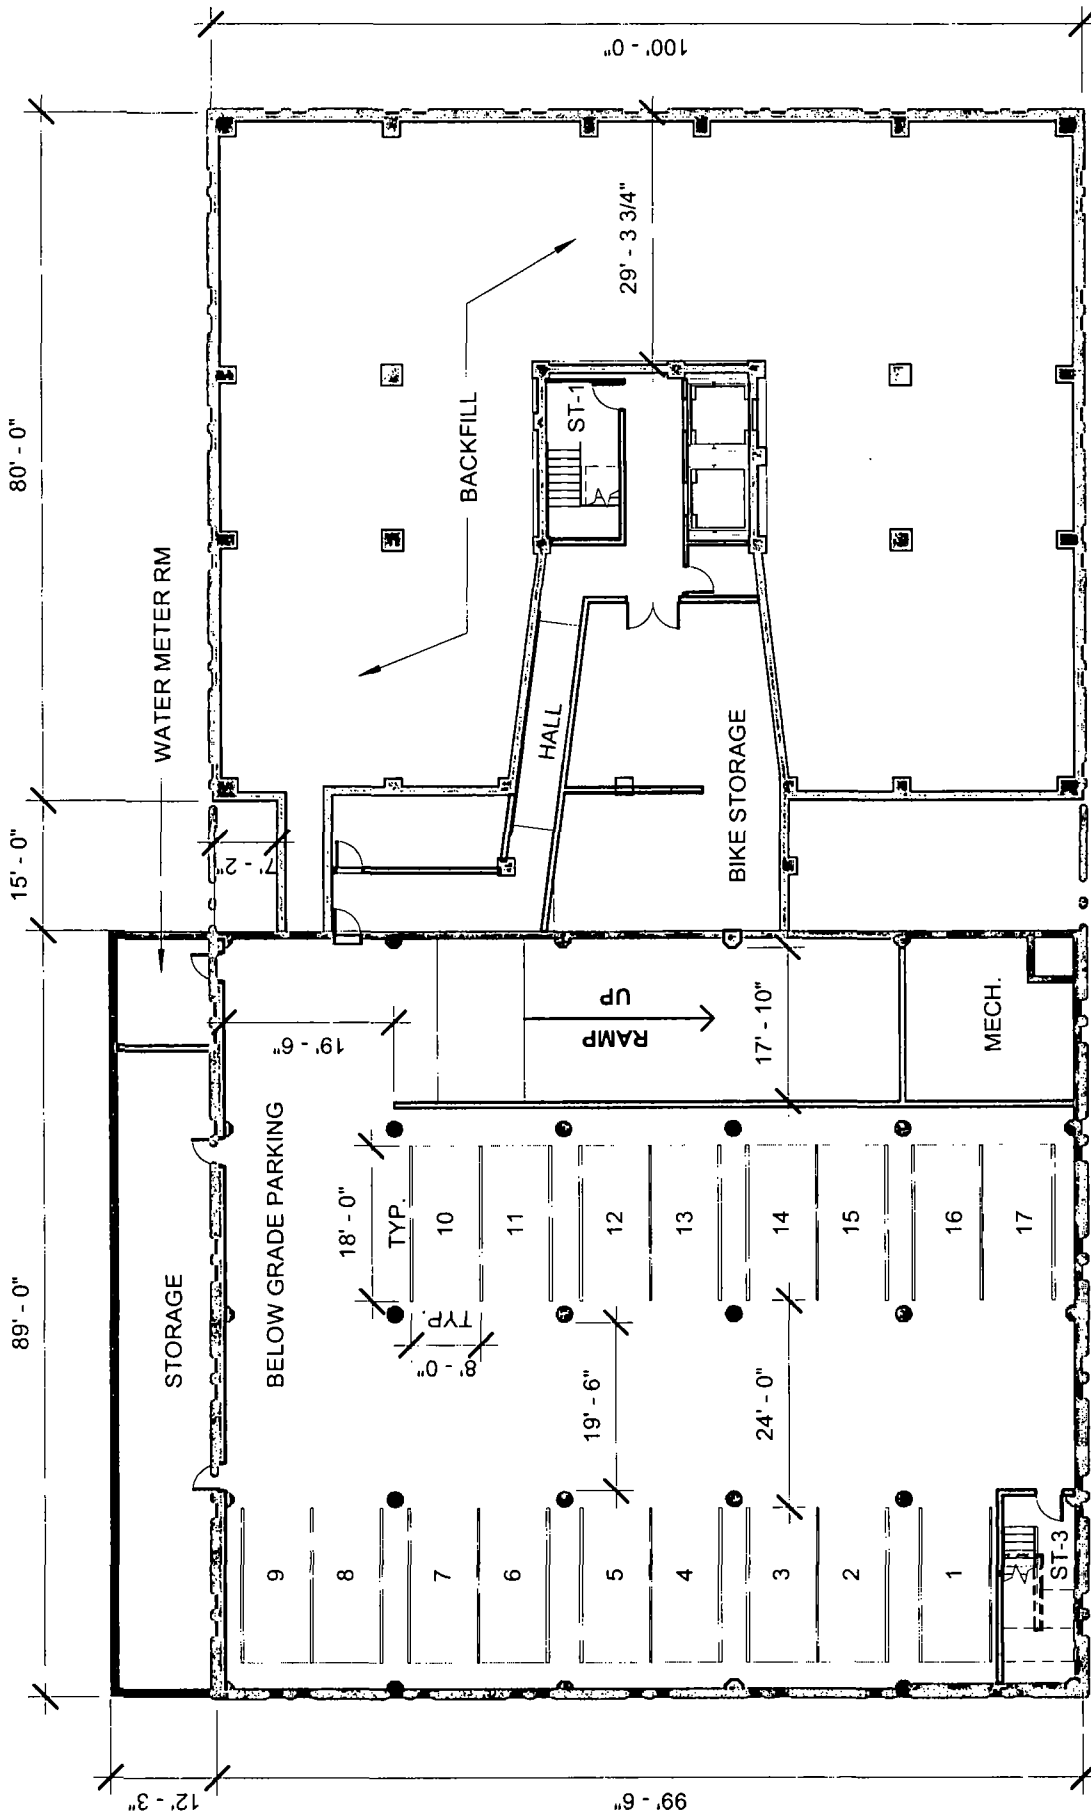 89' - 0"
15' - 0"
80' - 0"
WATER METER RM
100' - 0"
12' - 3"
99' - 6"
STORAGE
BELOW GRADE PARKING
7' - 2"
19' - 6"
BACKFILL
29' - 3 3/4"
ST-1
HALL
BIKE STORAGE
RAMP
UP
17' - 10"
MECH.
18' - 0"
TYP.
8' - 0"
TYP.
19' - 6"
24' - 0"
9
8
7
6
5
4
3
2
1
10
11
12
13
14
15
16
17
ST-3